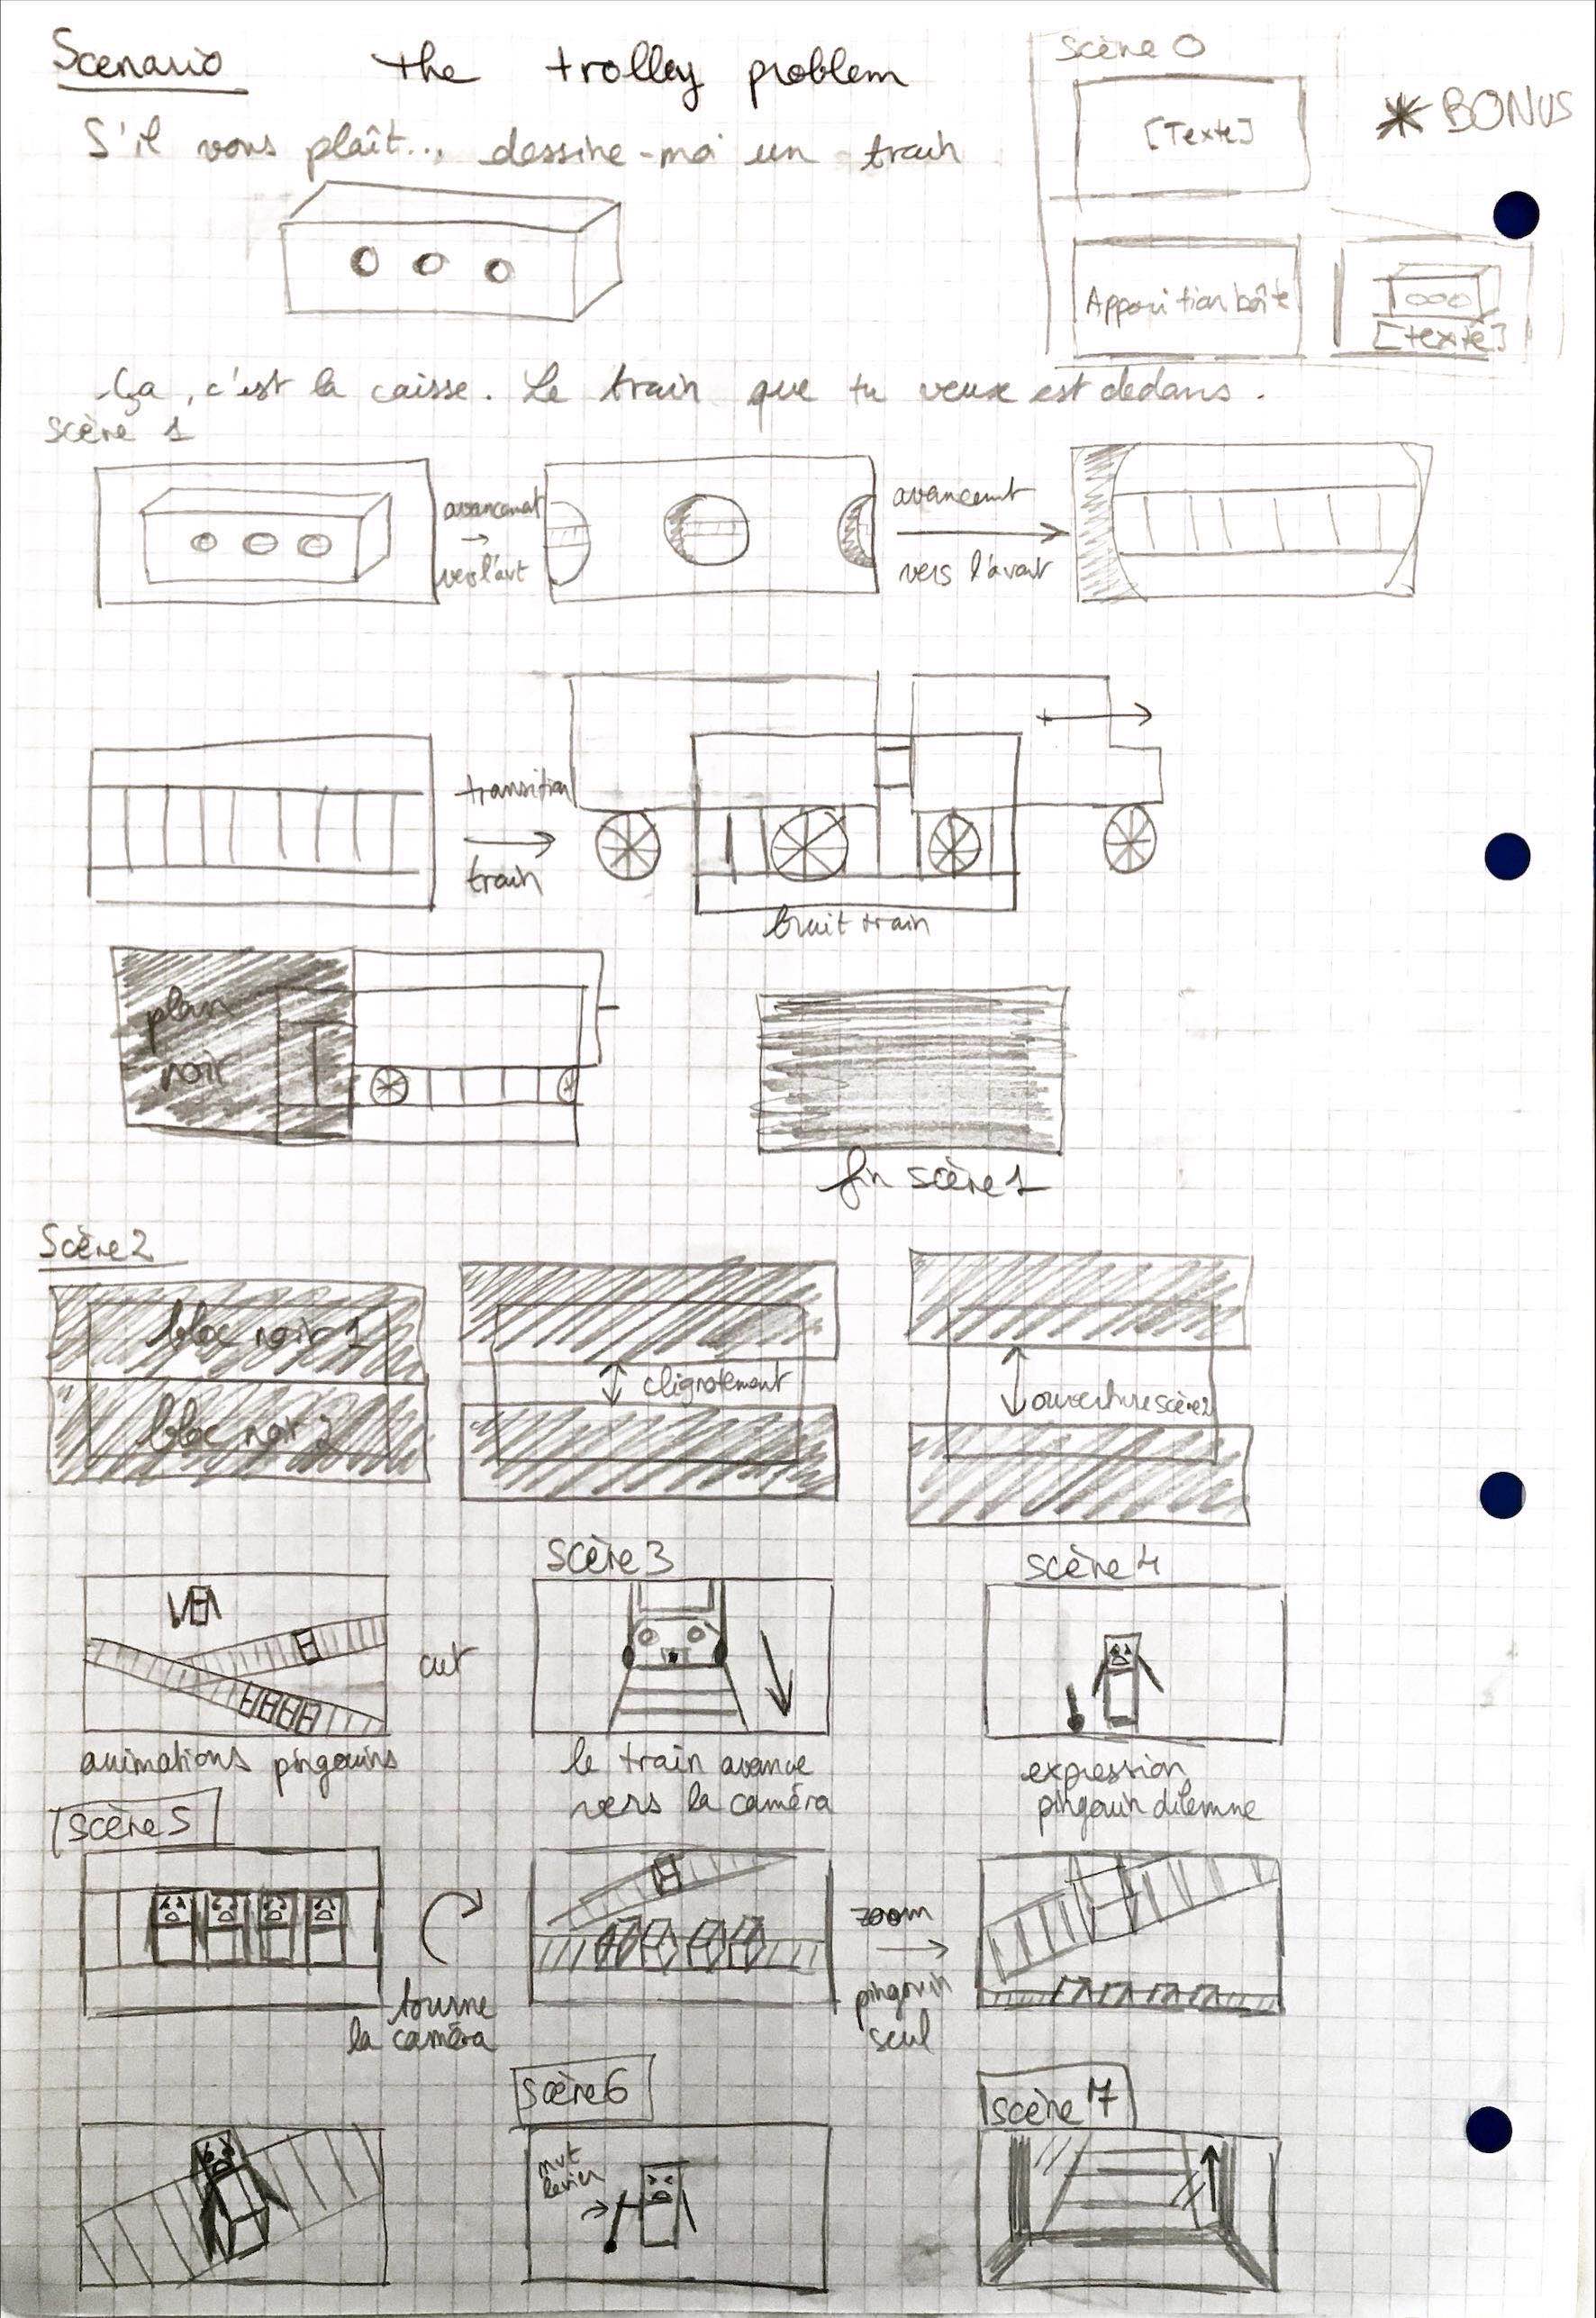 Scenario the trolley problem
S'il vous plaît... dessine-moi un train
Scène 0
[Texte]
* BONUS
Apparition boîte
[texte]
Ça, c'est la caisse. Le train que tu veux est dedans.
scène 1
avancement
vers l'avt
avancement
vers l'avant
transition
train
bruit train
plan
noir
fin scène 1
Scène 2
bloc noir 1
bloc noir 2
clignotement
ouverture scène 2
animations pingouins
cut
Scène 3
le train avance
vers la caméra
scène 4
expression
pingouin dilemne
scène 5
tourne
la caméra
zoom
pingouin
seul
Scène 6
mvt
levier
scène 7